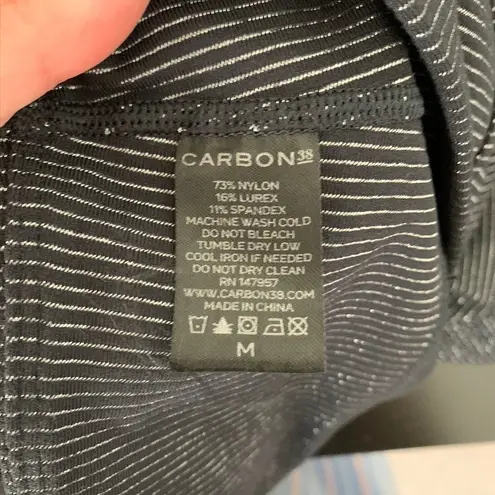 CARBON38
73% NYLON
16% LUREX
11% SPANDEX
MACHINE WASH COLD
DO NOT BLEACH
TUMBLE DRY LOW
COOL IRON IF NEEDED
DO NOT DRY CLEAN
RN 147957
WWW.CARBON38.COM
MADE IN CHINA
M